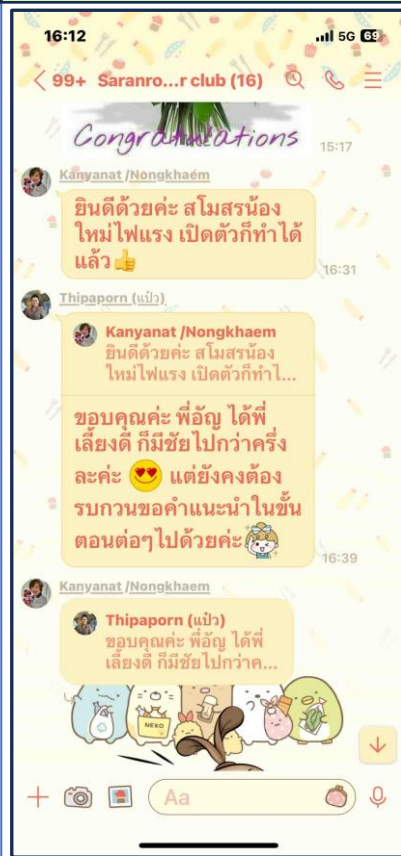 16:12
5G 69
99+ Saranro...r club (16)
Congratulations
15:17
Kanyanat /Nongkhaem
ยินดีด้วยค่ะ สโมสรน้อง
ใหม่ไฟแรง เปิดตัวก็ทำได้
แล้ว👍
16:31
Thipaporn (แป๋ว)
Kanyanat /Nongkhaem
ยินดีด้วยค่ะ สโมสรน้อง
ใหม่ไฟแรง เปิดตัวก็ทำไ...
ขอบคุณค่ะ พี่อัญ ได้พี่
เลี้ยงดี ก็มีชัยไปกว่าครึ่ง
ละค่ะ 😍 แต่ยังคงต้อง
รบกวนขอคำแนะนำในขั้น
ตอนต่อๆไปด้วยค่ะ
16:39
Kanyanat /Nongkhaem
Thipaporn (แป๋ว)
ขอบคุณค่ะ พี่อัญ ได้พี่
เลี้ยงดี ก็มีชัยไปกว่าค...
NEKO
Aa